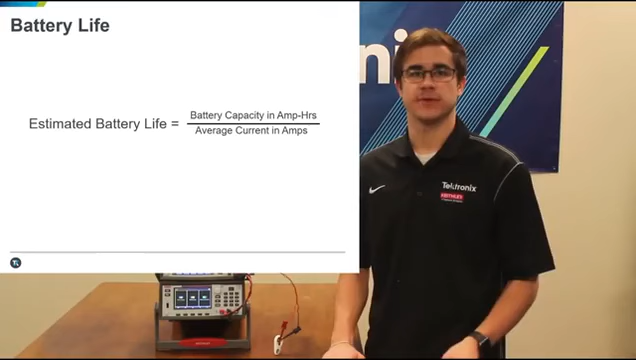 Battery Life
Estimated Battery Life = Battery Capacity in Amp-Hrs
Average Current in Amps
Tektronix
KEITHLEY